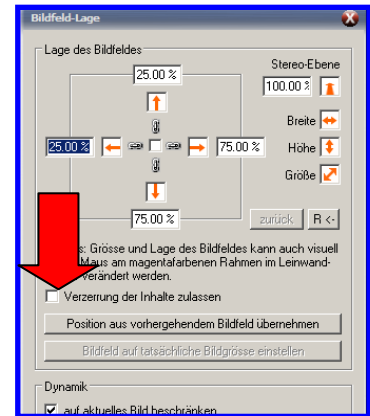 Bildfeld-Lage
Lage des Bildfeldes
Stereo-Ebene
25.00 %
100.00 %
Breite
25.00 %
75.00 %
Höhe
Größe
75.00 %
zurück
R <-
s: Grösse und Lage des Bildfeldes kann auch visuell
Maus am magentafarbenen Rahmen im Leinwand-
verändert werden.
Verzerrung der Inhalte zulassen
Position aus vorhergehendem Bildfeld übernehmen
Bildfeld auf tatsächliche Bildgrösse einstellen
Dynamik
auf aktuelles Bild beschränken